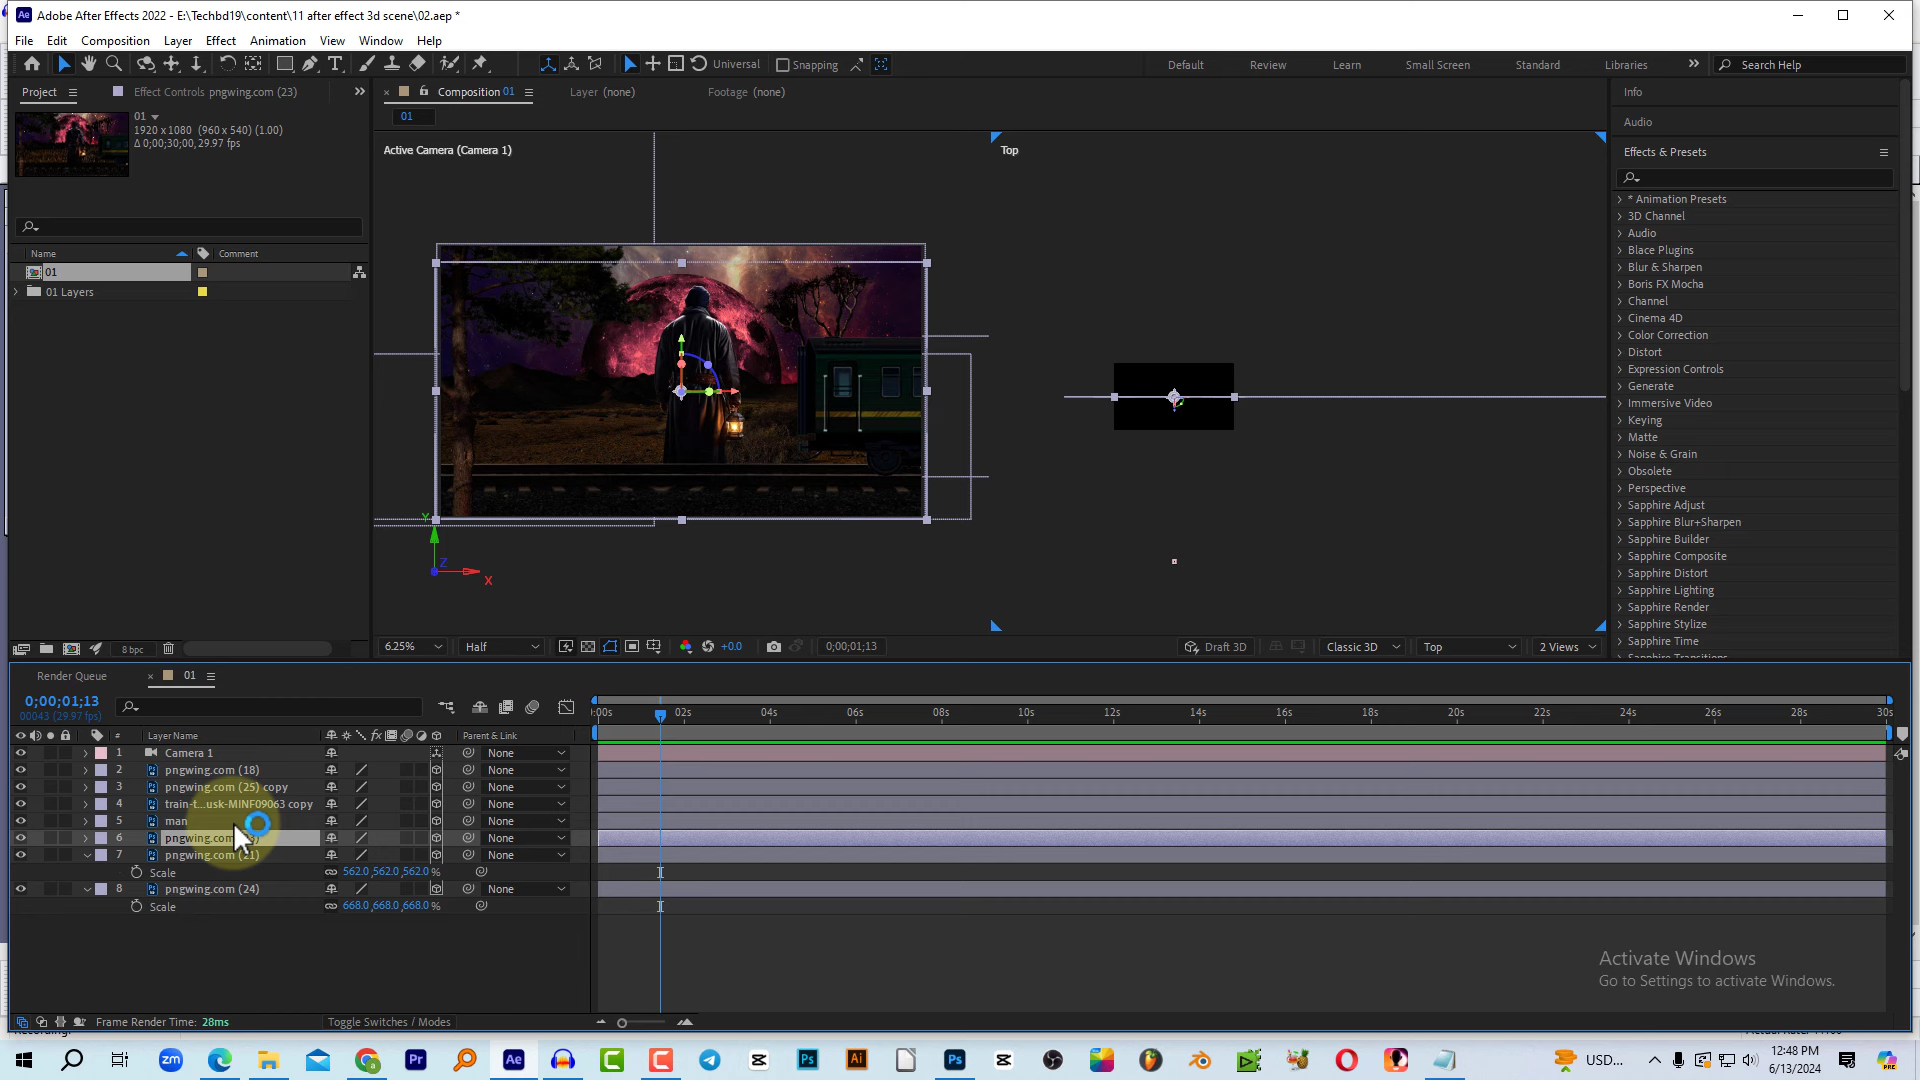 Adobe After Effects 2022 - E:\Techbd19\content\11 after effect 3d scene\02.aep *
File Edit Composition Layer Effect Animation View Window Help
Universal Snapping Default Review Learn Small Screen Standard Libraries Search Help
Project Effect Controls pngwing.com (23) Composition 01 Layer (none) Footage (none) Info
01
1920 x 1080 (960 x 540) (1.00)
Δ 0;00;30;00, 29.97 fps
01
Audio
Active Camera (Camera 1) Top
Effects & Presets
Name Comment
01
01 Layers
* Animation Presets
3D Channel
Audio
Blace Plugins
Blur & Sharpen
Boris FX Mocha
Channel
Cinema 4D
Color Correction
Distort
Expression Controls
Generate
Immersive Video
Keying
Matte
Noise & Grain
Obsolete
Perspective
Sapphire Adjust
Sapphire Blur+Sharpen
Sapphire Builder
Sapphire Composite
Sapphire Distort
Sapphire Lighting
Sapphire Render
Sapphire Stylize
Sapphire Time
Sapphire Transitions
Y
Z
X
8 bpc 6.25% Half +0.0 0;00;01;13 Draft 3D Classic 3D Top 2 Views
Render Queue 01
0;00;01;13
00043 (29.97 fps)
:00s 02s 04s 06s 08s 10s 12s 14s 16s 18s 20s 22s 24s 26s 28s 30s
# Layer Name fx Parent & Link
1 Camera 1 None
2 pngwing.com (18) None
3 pngwing.com (25) copy None
4 train-t...usk-MINF09063 copy None
5 man None
6 pngwing.com None
7 pngwing.com (21) None
Scale 562.0,562.0,562.0 %
8 pngwing.com (24) None
Scale 668.0,668.0,668.0 %
Activate Windows
Go to Settings to activate Windows.
Frame Render Time: 28ms Toggle Switches / Modes
zm Pr Ae Ps Ai Ps
USD...
12:48 PM
6/13/2024